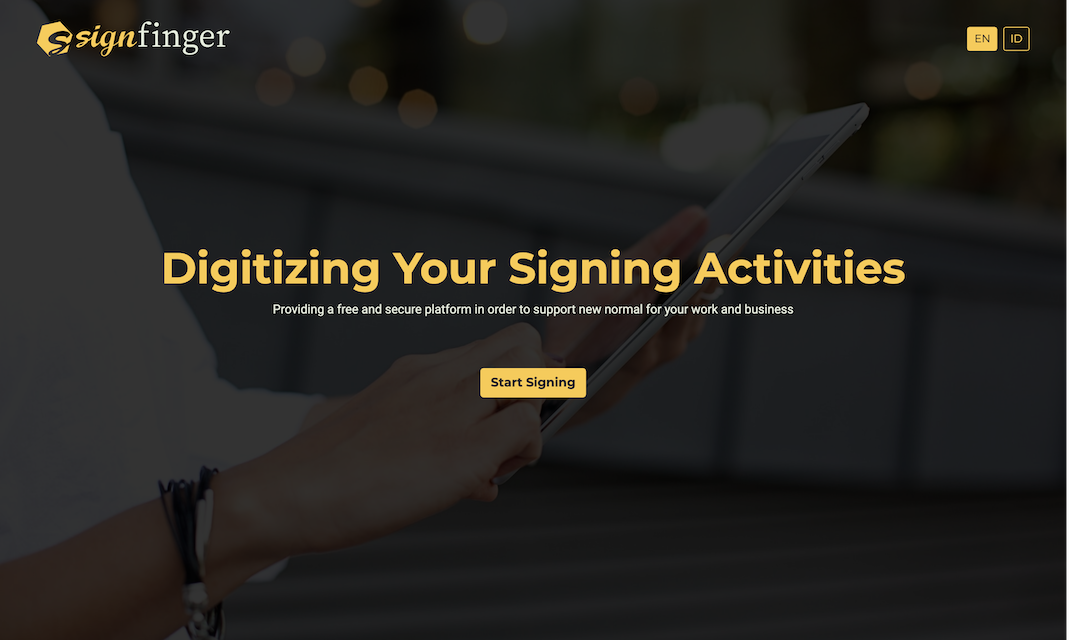 signfinger
EN ID
Digitizing Your Signing Activities
Providing a free and secure platform in order to support new normal for your work and business
Start Signing